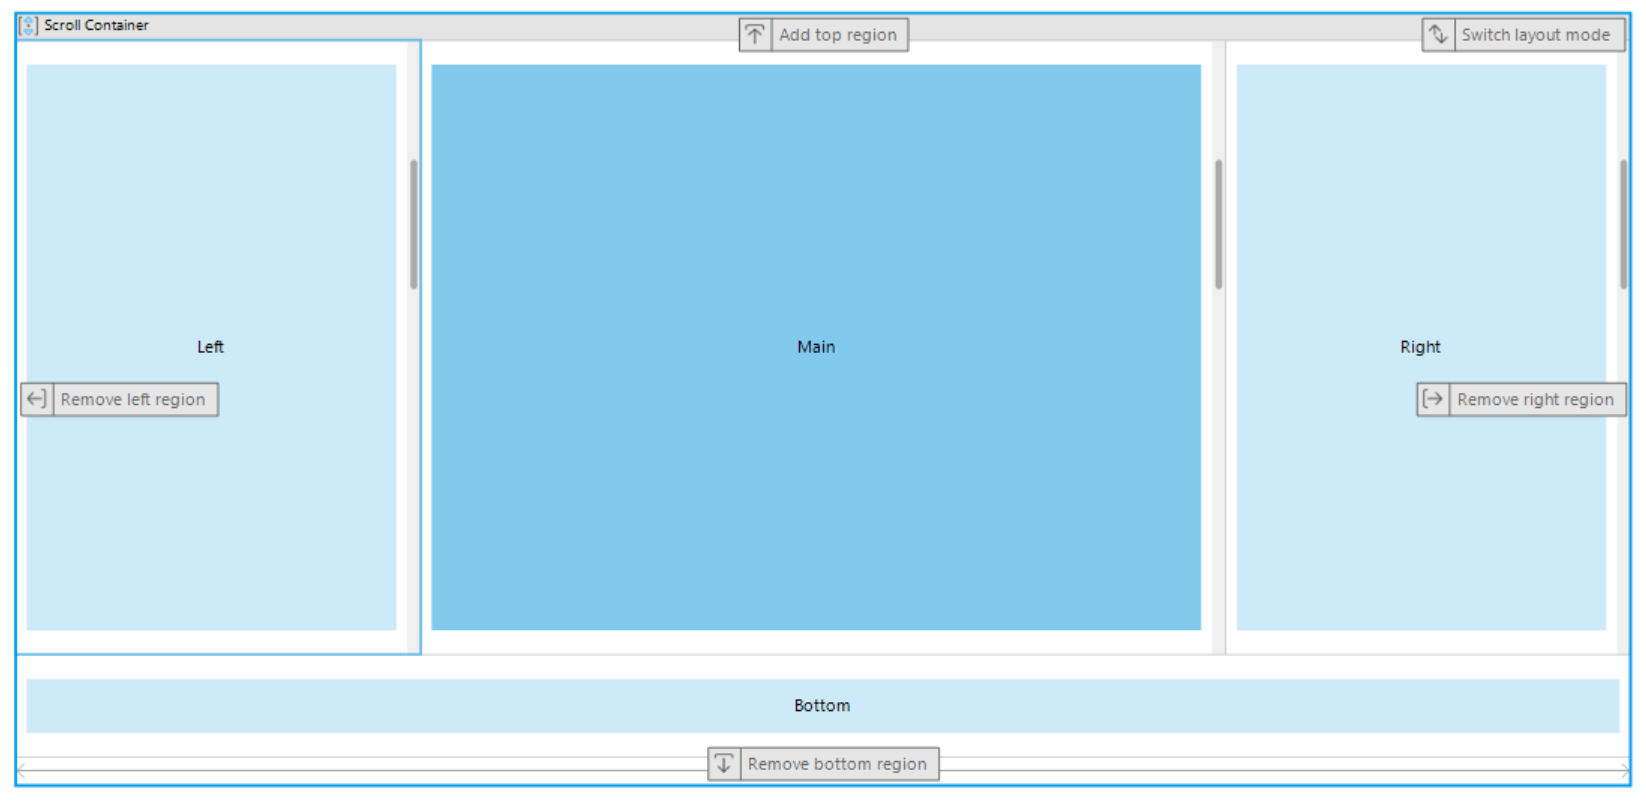 Scroll Container
Add top region
Switch layout mode
Left
Main
Right
Remove left region
Remove right region
Bottom
Remove bottom region